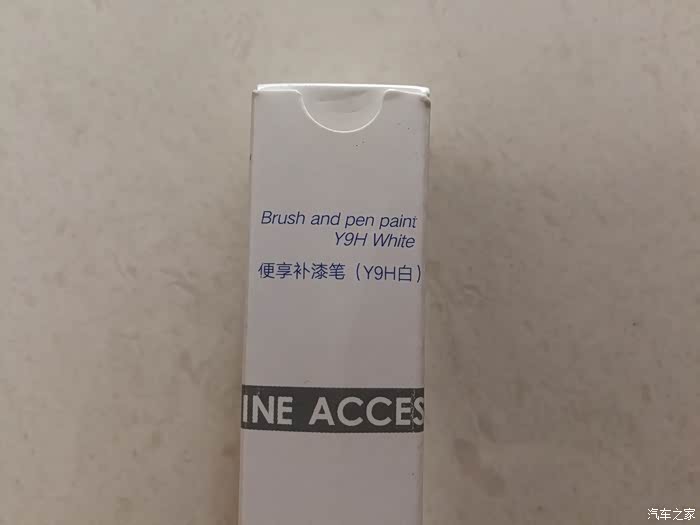 Brush and pen paint
Y9H White
便享补漆笔（Y9H白）
INE ACCES
汽车之家